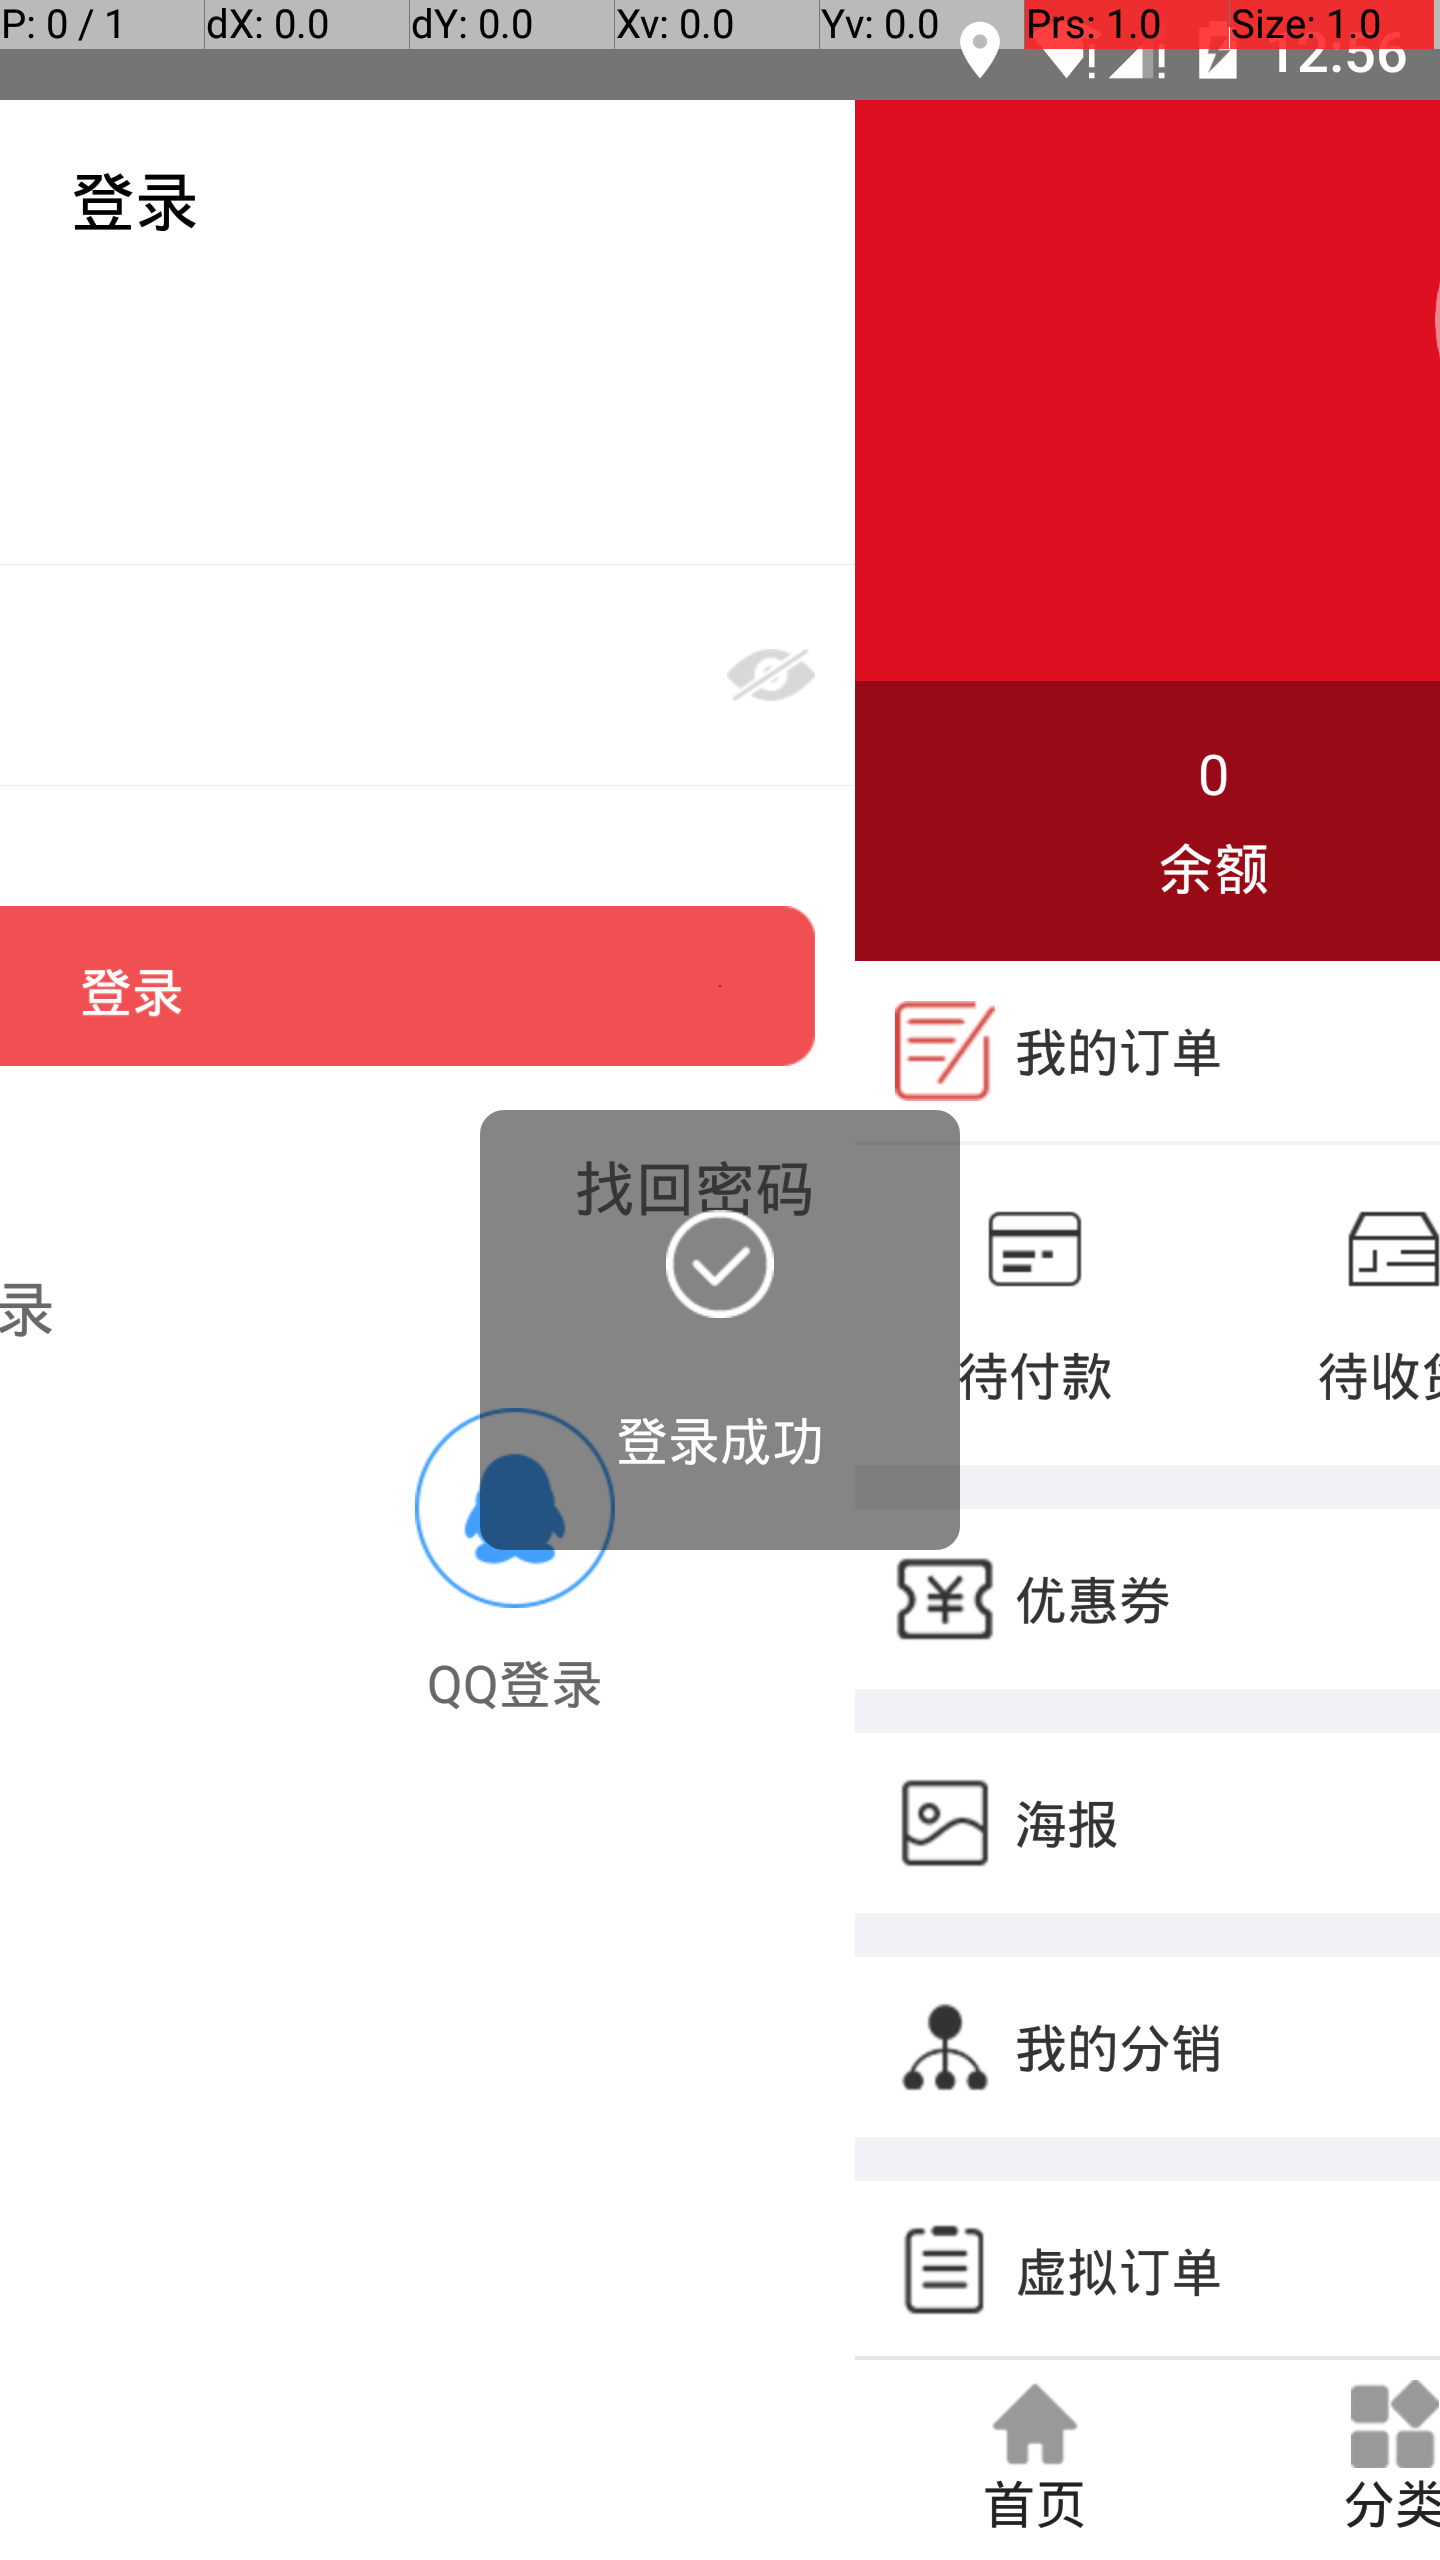 P: 0 / 1
dX: 0.0
dY: 0.0
Xv: 0.0
Yv: 0.0
Prs: 1.0
Size: 1.0
12:56
登录
0
余额
登录
我的订单
找回密码
录
待付款
待收货
登录成功
优惠券
QQ登录
海报
我的分销
虚拟订单
首页
分类